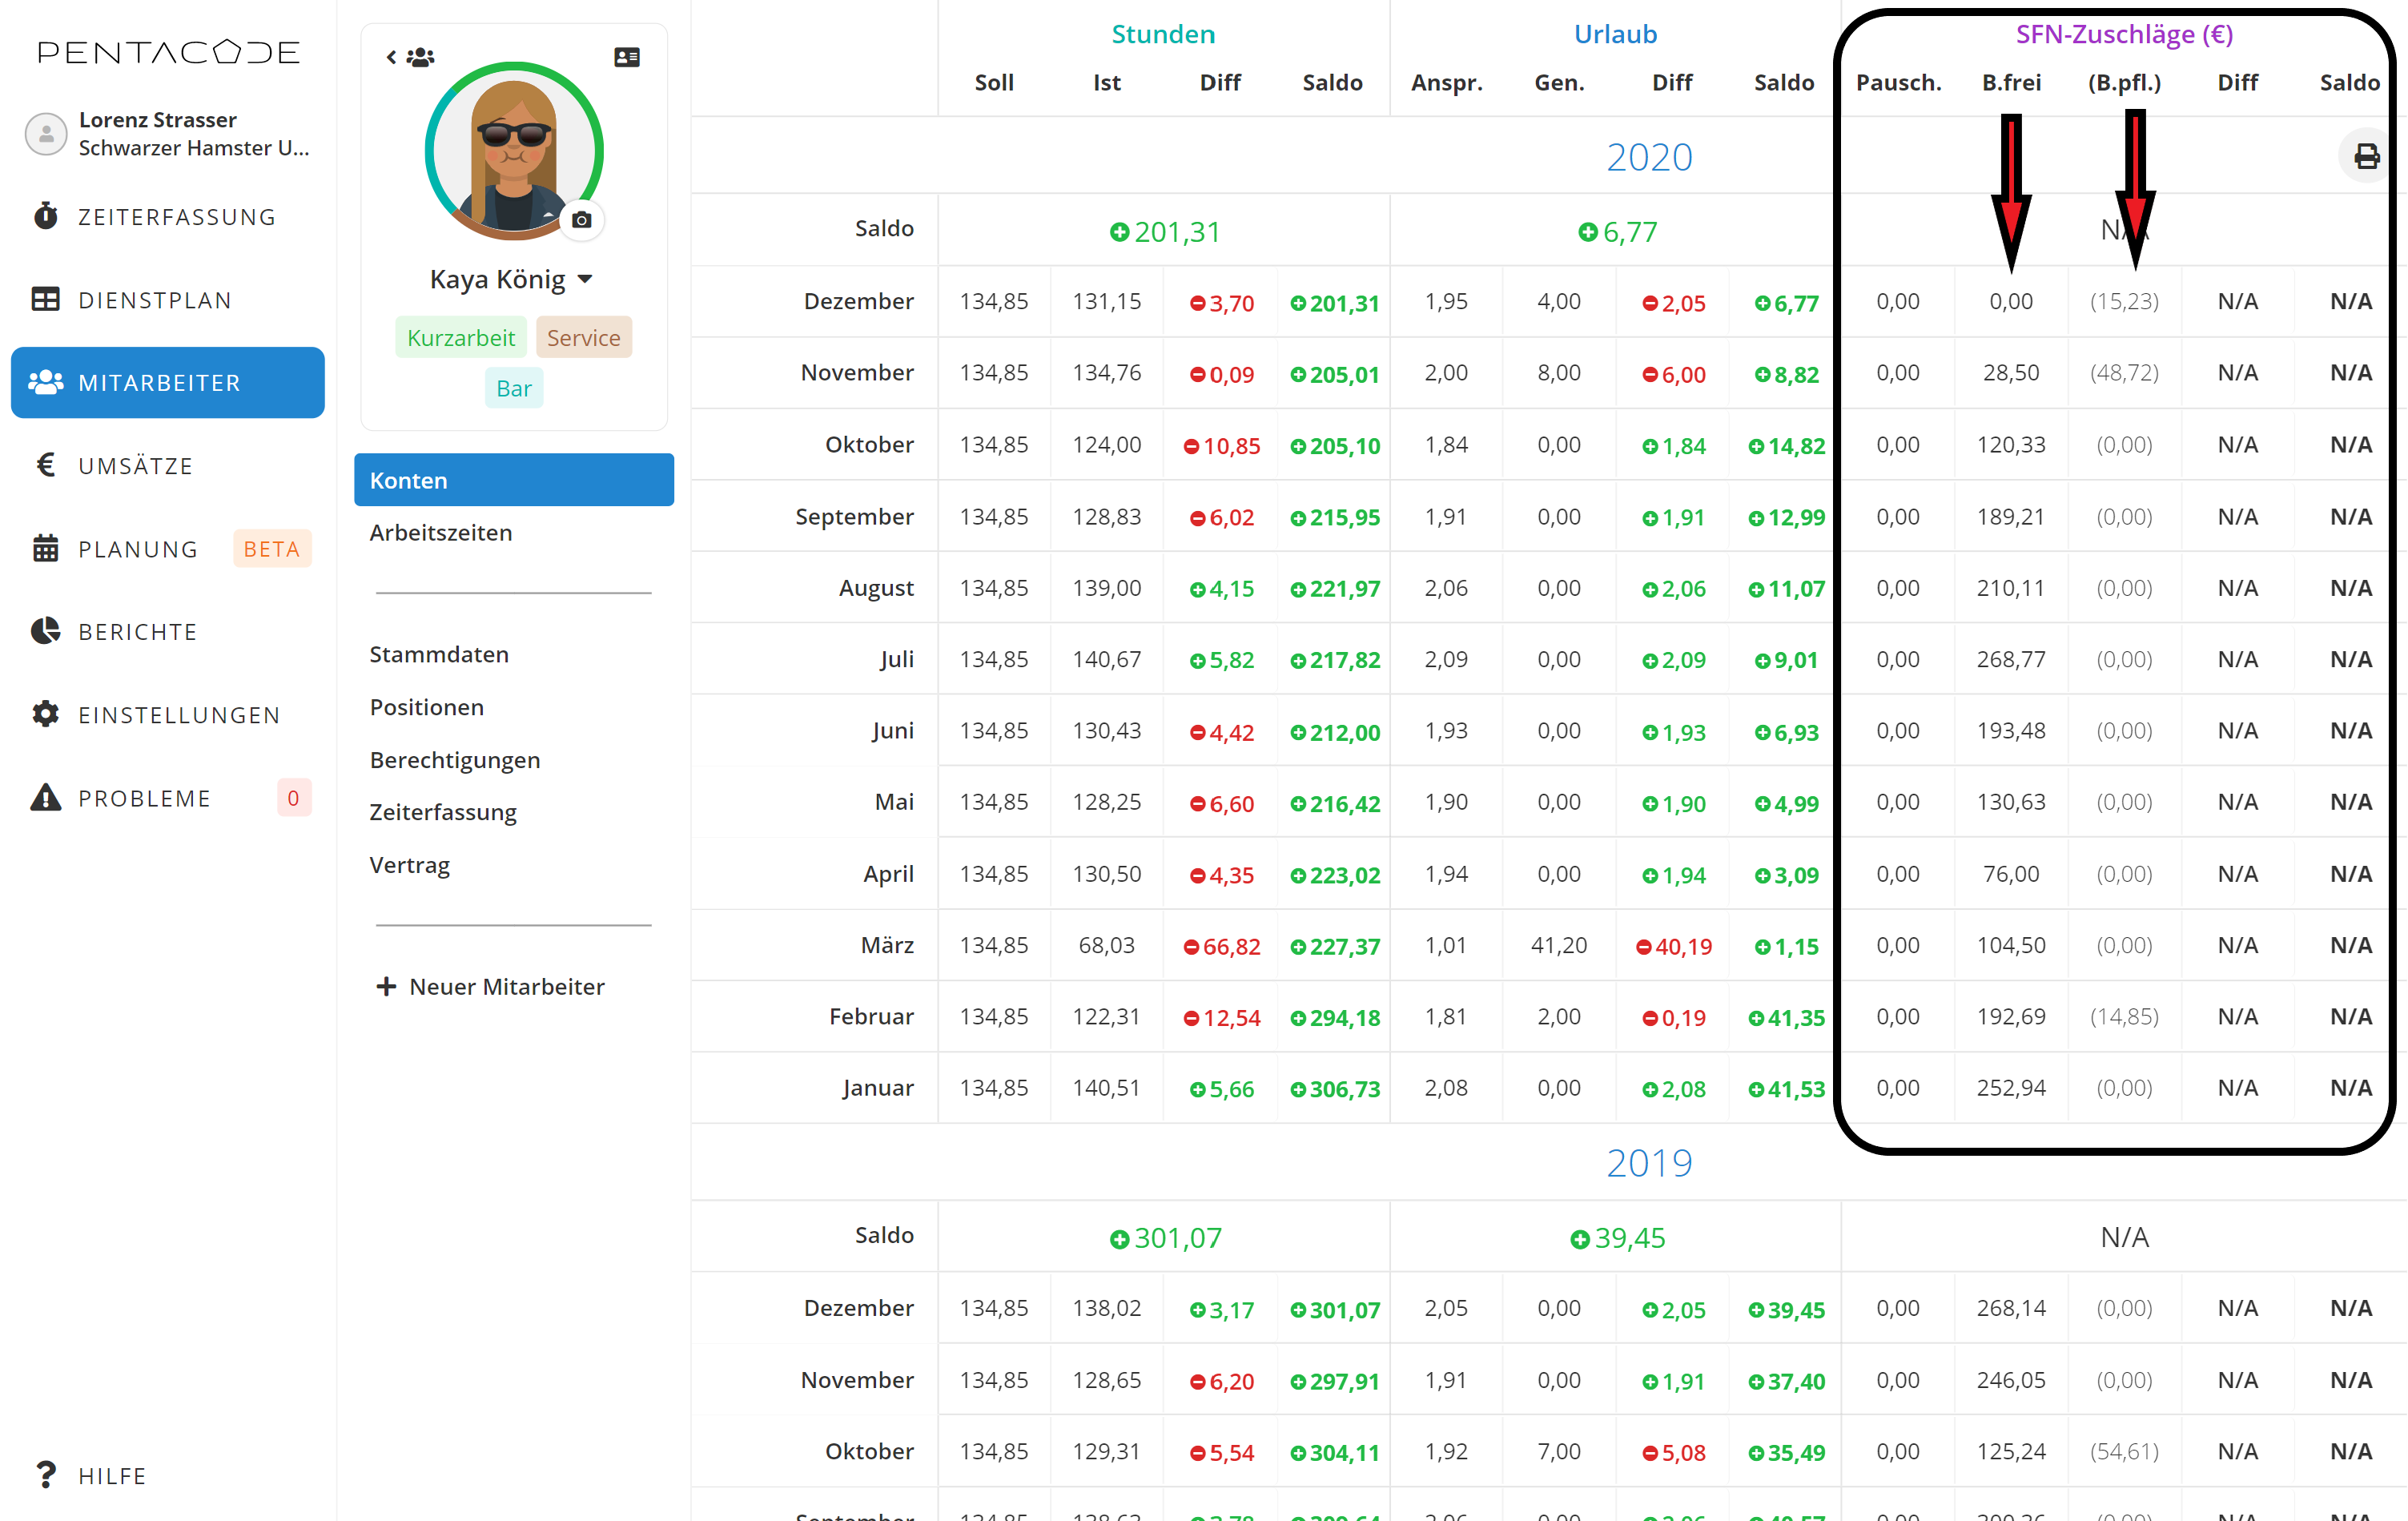 PENTACODE
Lorenz Strasser
Schwarzer Hamster U...
ZEITERFASSUNG
DIENSTPLAN
MITARBEITER
€ UMSÄTZE
PLANUNG BETA
BERICHTE
EINSTELLUNGEN
PROBLEME 0
? HILFE
Kaya König
Kurzarbeit Service
Bar
Konten
Arbeitszeiten
Stammdaten
Positionen
Berechtigungen
Zeiterfassung
Vertrag
+ Neuer Mitarbeiter
Stunden Urlaub SFN-Zuschläge (€)
Soll Ist Diff Saldo Anspr. Gen. Diff Saldo Pausch. B.frei (B.pfl.) Diff Saldo
2020
Saldo +201,31 +6,77 N/A
Dezember 134,85 131,15 -3,70 +201,31 1,95 4,00 -2,05 +6,77 0,00 0,00 (15,23) N/A N/A
November 134,85 134,76 -0,09 +205,01 2,00 8,00 -6,00 +8,82 0,00 28,50 (48,72) N/A N/A
Oktober 134,85 124,00 -10,85 +205,10 1,84 0,00 +1,84 +14,82 0,00 120,33 (0,00) N/A N/A
September 134,85 128,83 -6,02 +215,95 1,91 0,00 +1,91 +12,99 0,00 189,21 (0,00) N/A N/A
August 134,85 139,00 +4,15 +221,97 2,06 0,00 +2,06 +11,07 0,00 210,11 (0,00) N/A N/A
Juli 134,85 140,67 +5,82 +217,82 2,09 0,00 +2,09 +9,01 0,00 268,77 (0,00) N/A N/A
Juni 134,85 130,43 -4,42 +212,00 1,93 0,00 +1,93 +6,93 0,00 193,48 (0,00) N/A N/A
Mai 134,85 128,25 -6,60 +216,42 1,90 0,00 +1,90 +4,99 0,00 130,63 (0,00) N/A N/A
April 134,85 130,50 -4,35 +223,02 1,94 0,00 +1,94 +3,09 0,00 76,00 (0,00) N/A N/A
März 134,85 68,03 -66,82 +227,37 1,01 41,20 -40,19 +1,15 0,00 104,50 (0,00) N/A N/A
Februar 134,85 122,31 -12,54 +294,18 1,81 2,00 -0,19 +41,35 0,00 192,69 (14,85) N/A N/A
Januar 134,85 140,51 +5,66 +306,73 2,08 0,00 +2,08 +41,53 0,00 252,94 (0,00) N/A N/A
2019
Saldo +301,07 +39,45 N/A
Dezember 134,85 138,02 +3,17 +301,07 2,05 0,00 +2,05 +39,45 0,00 268,14 (0,00) N/A N/A
November 134,85 128,65 -6,20 +297,91 1,91 0,00 +1,91 +37,40 0,00 246,05 (0,00) N/A N/A
Oktober 134,85 129,31 -5,54 +304,11 1,92 7,00 -5,08 +35,49 0,00 125,24 (54,61) N/A N/A
September